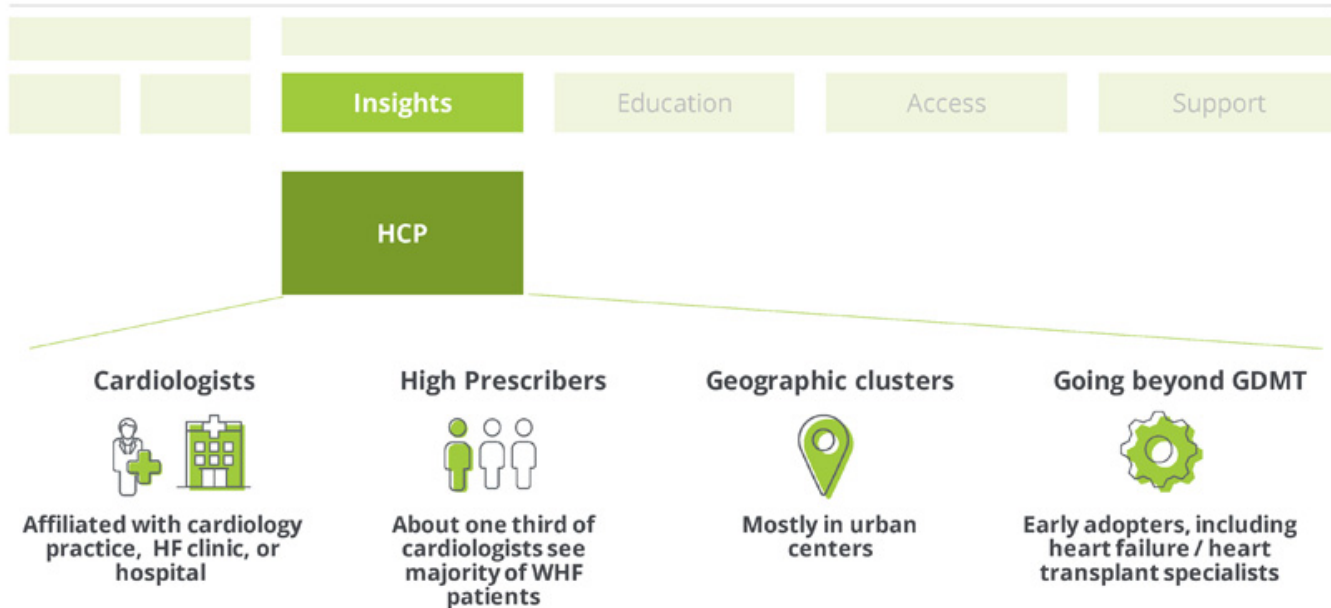 Insights
Education
Access
Support
HCP
Cardiologists
High Prescribers
Geographic clusters
Going beyond GDMT
Affiliated with cardiology
practice, HF clinic, or
hospital
About one third of
cardiologists see
majority of WHF
patients
Mostly in urban
centers
Early adopters, including
heart failure / heart
transplant specialists